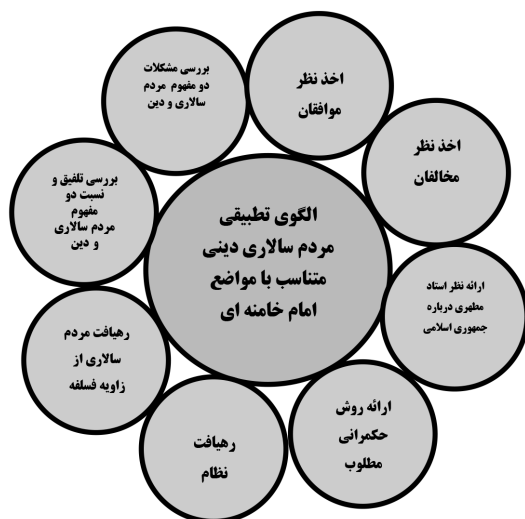 اخذ نظر
موافقان
اخذ نظر
مخالفان
ارائه نظر استاد
مطهری درباره
جمهوری اسلامی
ارائه روش
حکمرانی
مطلوب
رهیافت
نظام
رهیافت مردم
سالاری از
زاویه فسلفه
بررسی تلفیق و
نسبت دو
مفهوم
مردم سالاری
و دین
بررسی مشکلات
دو مفهوم مردم
سالاری و دین
الگوی تطبیقی
مردم سالاری دینی
متناسب با مواضع
امام خامنه ای